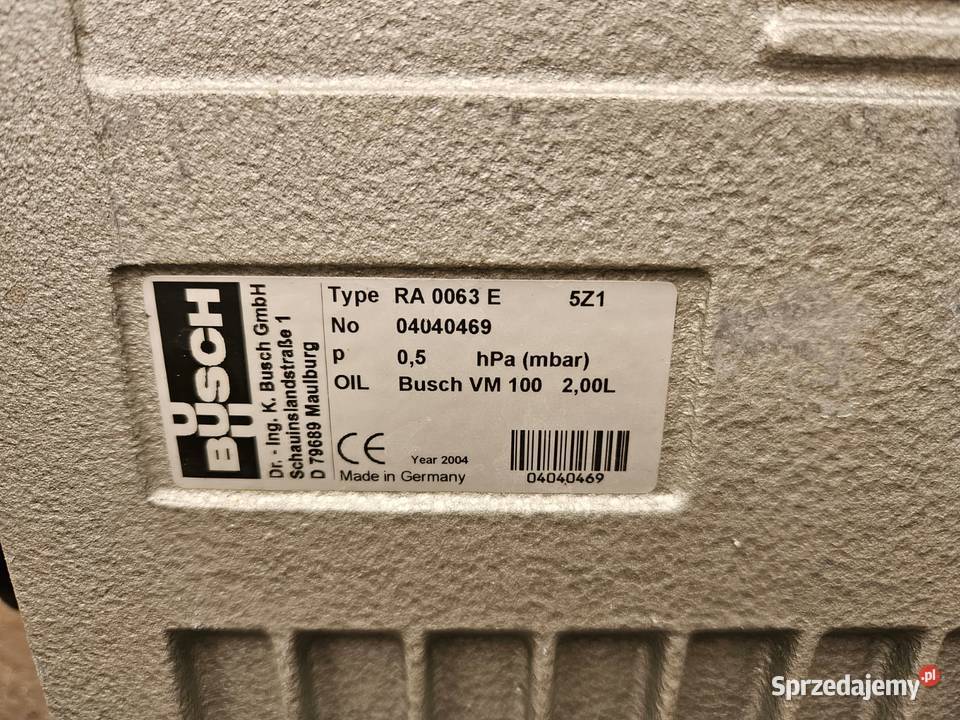 BUSCH
Dr. - Ing. K. Busch GmbH
Schauinslandstraße 1
D 79689 Maulburg
Type RA 0063 E 5Z1
No 04040469
p 0,5 hPa (mbar)
OIL Busch VM 100 2,00L
CE Year 2004
Made in Germany
04040469
Sprzedajemy.pl